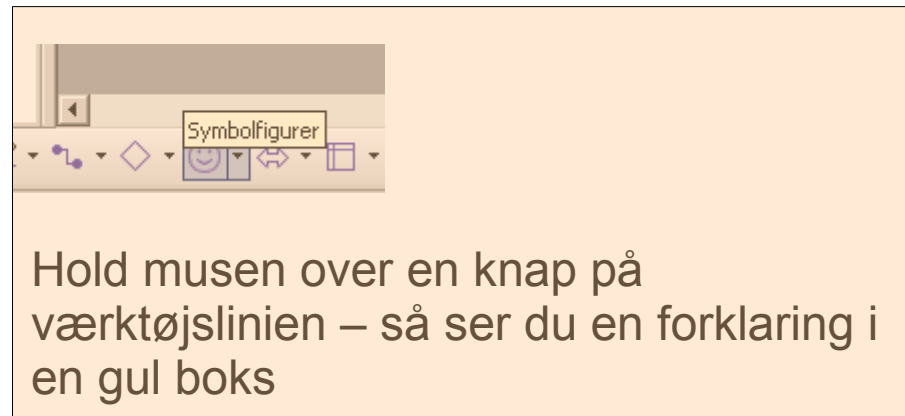 Symbolfigurer
Hold musen over en knap på
værktøjslinien – så ser du en forklaring i
en gul boks